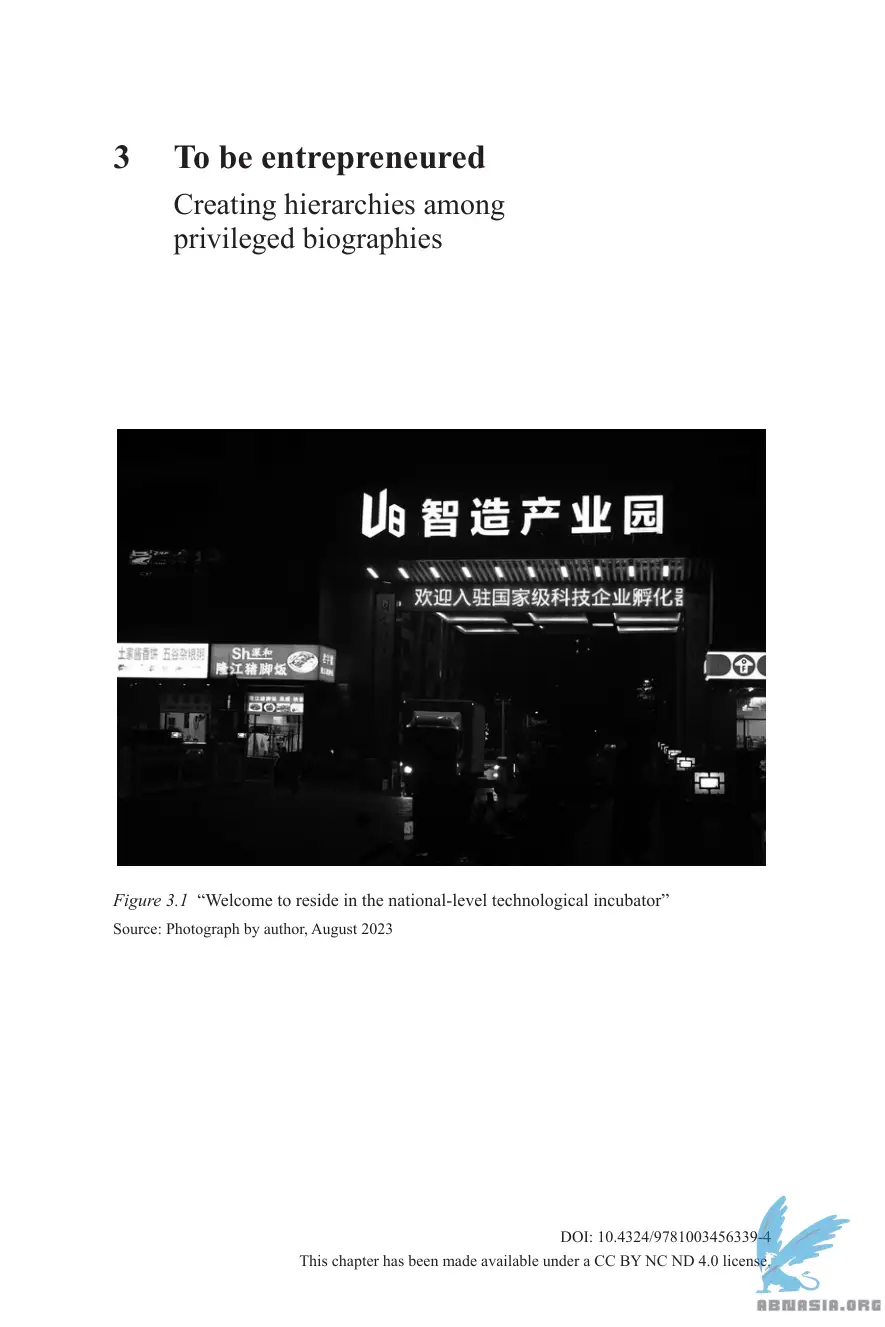 3 To be entrepreneured
Creating hierarchies among
privileged biographies
U8 智造产业园
欢迎入驻国家级科技企业孵化器
土家酱香饼 五谷杂粮粥
Sh
隆江猪脚饭
Figure 3.1 “Welcome to reside in the national-level technological incubator”
Source: Photograph by author, August 2023
DOI: 10.4324/9781003456339-4
This chapter has been made available under a CC BY NC ND 4.0 license.
ABNASIA.ORG